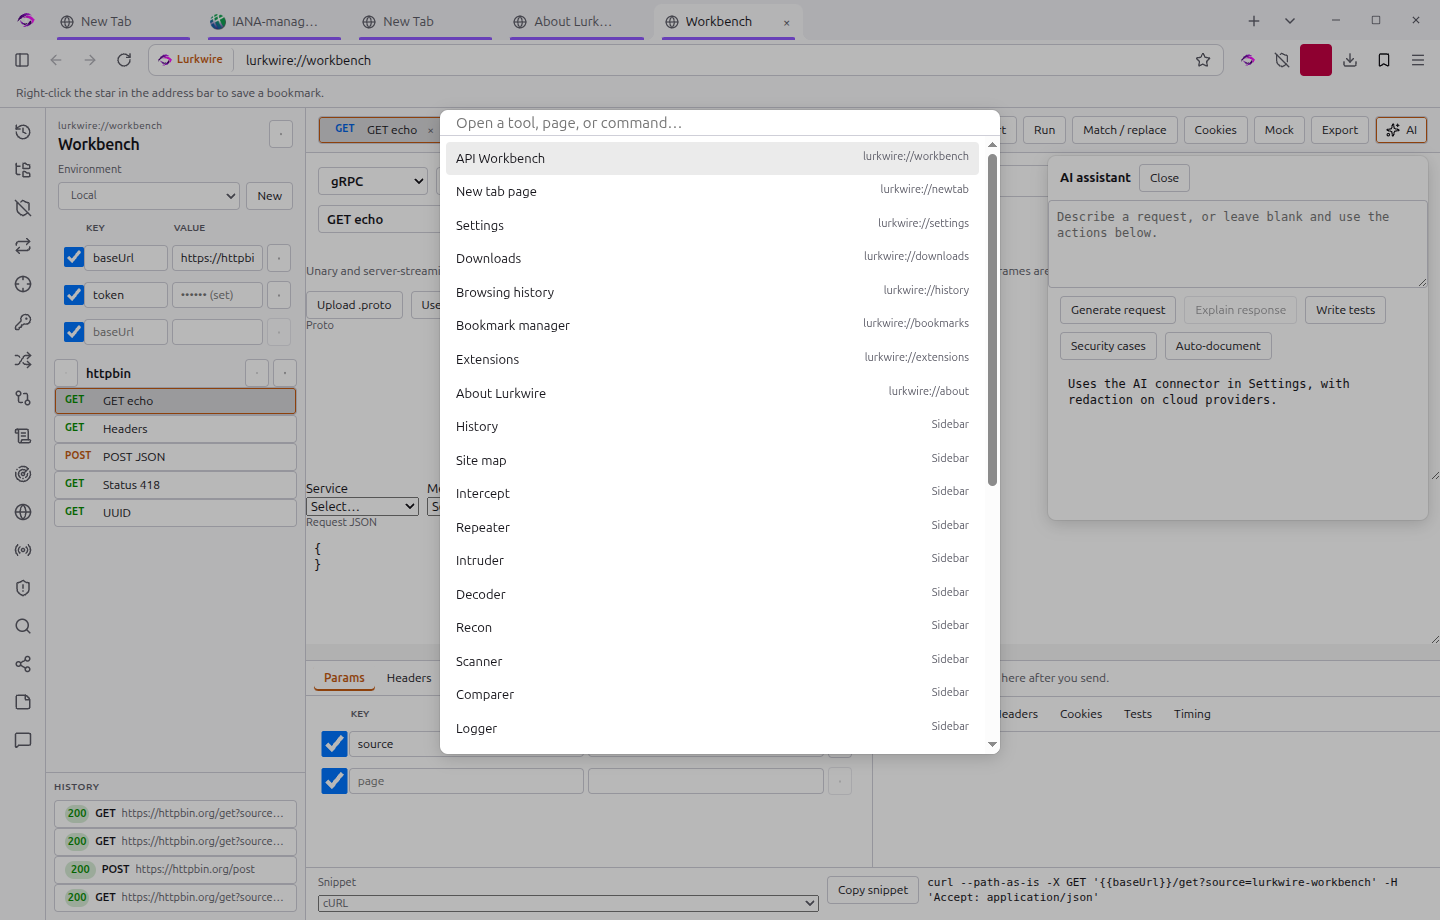 New Tab
IANA-manag...
New Tab
About Lurk...
Workbench
Lurkwire
lurkwire://workbench
Right-click the star in the address bar to save a bookmark.
lurkwire://workbench
Workbench
Environment
Local
New
KEY
VALUE
baseUrl
https://httpbi
token
•••••• (set)
baseUrl
httpbin
GET GET echo
GET Headers
POST POST JSON
GET Status 418
GET UUID
HISTORY
200 GET https://httpbin.org/get?source...
200 GET https://httpbin.org/get?source...
200 POST https://httpbin.org/post
200 GET https://httpbin.org/get?source...
GET GET echo ×
Run
Match / replace
Cookies
Mock
Export
AI
gRPC
GET echo
Unary and server-streami
Upload .proto
Use
Proto
Service
Select...
Request JSON
{
}
Open a tool, page, or command...
API Workbench lurkwire://workbench
New tab page lurkwire://newtab
Settings lurkwire://settings
Downloads lurkwire://downloads
Browsing history lurkwire://history
Bookmark manager lurkwire://bookmarks
Extensions lurkwire://extensions
About Lurkwire lurkwire://about
History Sidebar
Site map Sidebar
Intercept Sidebar
Repeater Sidebar
Intruder Sidebar
Decoder Sidebar
Recon Sidebar
Scanner Sidebar
Comparer Sidebar
Logger Sidebar
AI assistant
Close
Describe a request, or leave blank and use the
actions below.
Generate request
Explain response
Write tests
Security cases
Auto-document
Uses the AI connector in Settings, with
redaction on cloud providers.
Params
Headers
KEY
source
page
here after you send.
eaders
Cookies
Tests
Timing
Snippet
cURL
Copy snippet
curl --path-as-is -X GET '{{baseUrl}}/get?source=lurkwire-workbench' -H
'Accept: application/json'